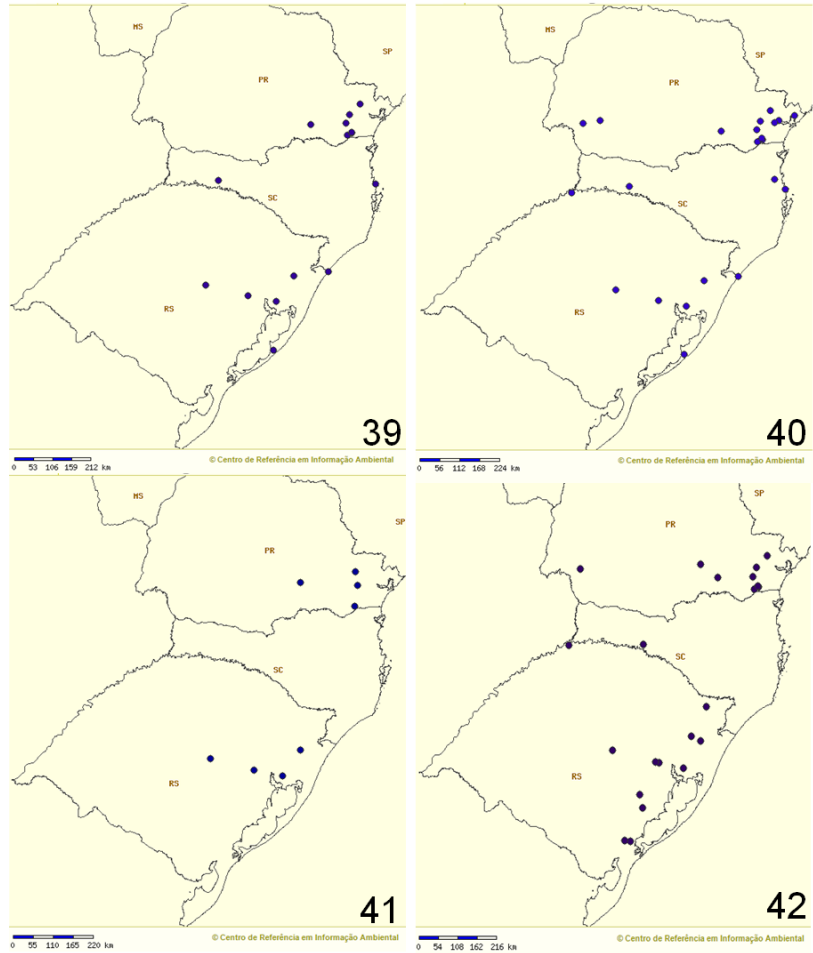 MS
SP
PR
SC
RS
39
0 53 106 159 212 km
© Centro de Referência em Informação Ambiental
MS
SP
PR
SC
RS
40
0 56 112 168 224 km
© Centro de Referência em Informação Ambiental
MS
SP
PR
SC
RS
41
0 55 110 165 220 km
© Centro de Referência em Informação Ambiental
SP
PR
SC
RS
42
0 54 108 162 216 km
© Centro de Referência em Informação Ambiental